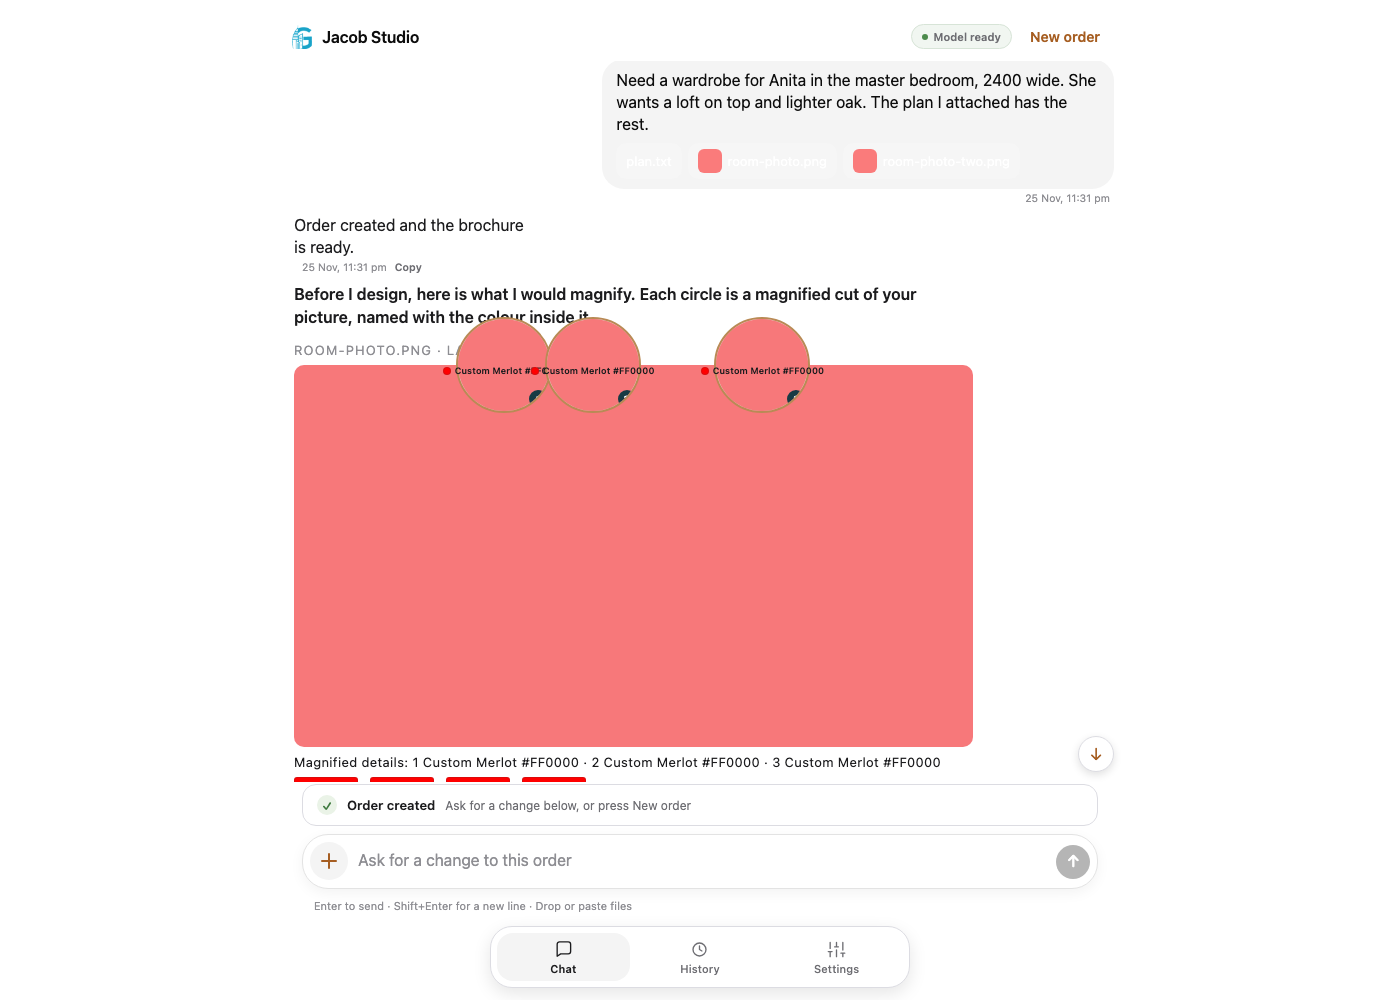 Jacob Studio
Model ready
New order
Need a wardrobe for Anita in the master bedroom, 2400 wide. She
wants a loft on top and lighter oak. The plan I attached has the
rest.
plan.txt room-photo.png room-photo-two.png
25 Nov, 11:31 pm
Order created and the brochure
is ready.
25 Nov, 11:31 pm Copy
Before I design, here is what I would magnify. Each circle is a magnified cut of your
picture, named with the colour inside it
ROOM-PHOTO.PNG ·
Custom Merlot
Custom Merlot #FF0000
Custom Merlot #FF0000
Magnified details: 1 Custom Merlot #FF0000 · 2 Custom Merlot #FF0000 · 3 Custom Merlot #FF0000
Order created Ask for a change below, or press New order
Ask for a change to this order
Enter to send · Shift+Enter for a new line · Drop or paste files
Chat
History
Settings